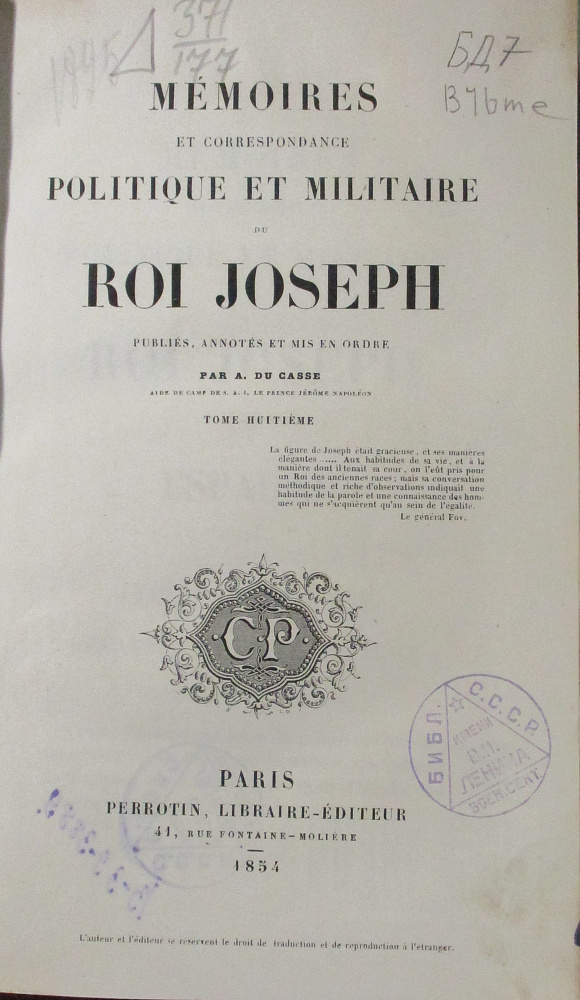 1895
371
177
БД7
В.Yбте
MÉMOIRES
ET CORRESPONDANCE
POLITIQUE ET MILITAIRE
DU
ROI JOSEPH
PUBLIÉS, ANNOTÉS ET MIS EN ORDRE
PAR A. DU CASSE
AIDE DE CAMP DE S. A. I. LE PRINCE JÉRÔME NAPOLÉON
TOME HUITIÈME
La figure de Joseph était gracieuse, et ses manières
élégantes ..... Aux habitudes de sa vie, et à la
manière dont il tenait sa cour, on l'eût pris pour
un Roi des anciennes races; mais sa conversation
méthodique et riche d'observations indiquait une
habitude de la parole et une connaissance des hom-
mes qui ne s'acquièrent qu'au sein de l'égalité.
Le général Foy.
CP
БИБЛ. С.С.С.Р.
ИМЕНИ
В.И.
ЛЕНИНА
PARIS
PERROTIN, LIBRAIRE-ÉDITEUR
41, RUE FONTAINE-MOLIÈRE
1854
L'auteur et l'éditeur se réservent le droit de traduction et de reproduction à l'étranger.